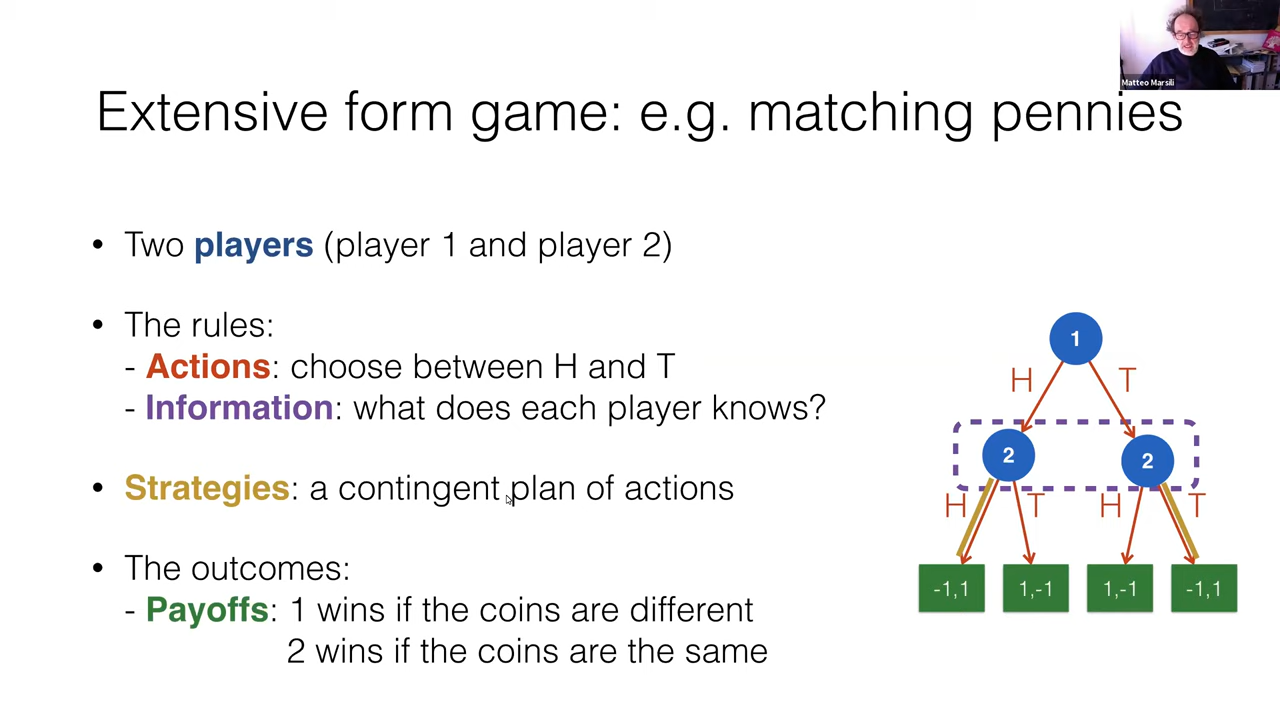 Matteo Marsili
Extensive form game: e.g. matching pennies
• Two players (player 1 and player 2)
• The rules:
- Actions: choose between H and T
- Information: what does each player knows?
• Strategies: a contingent plan of actions
• The outcomes:
- Payoffs: 1 wins if the coins are different
2 wins if the coins are the same
1
H T
2 2
H T H T
-1,1 1,-1 1,-1 -1,1